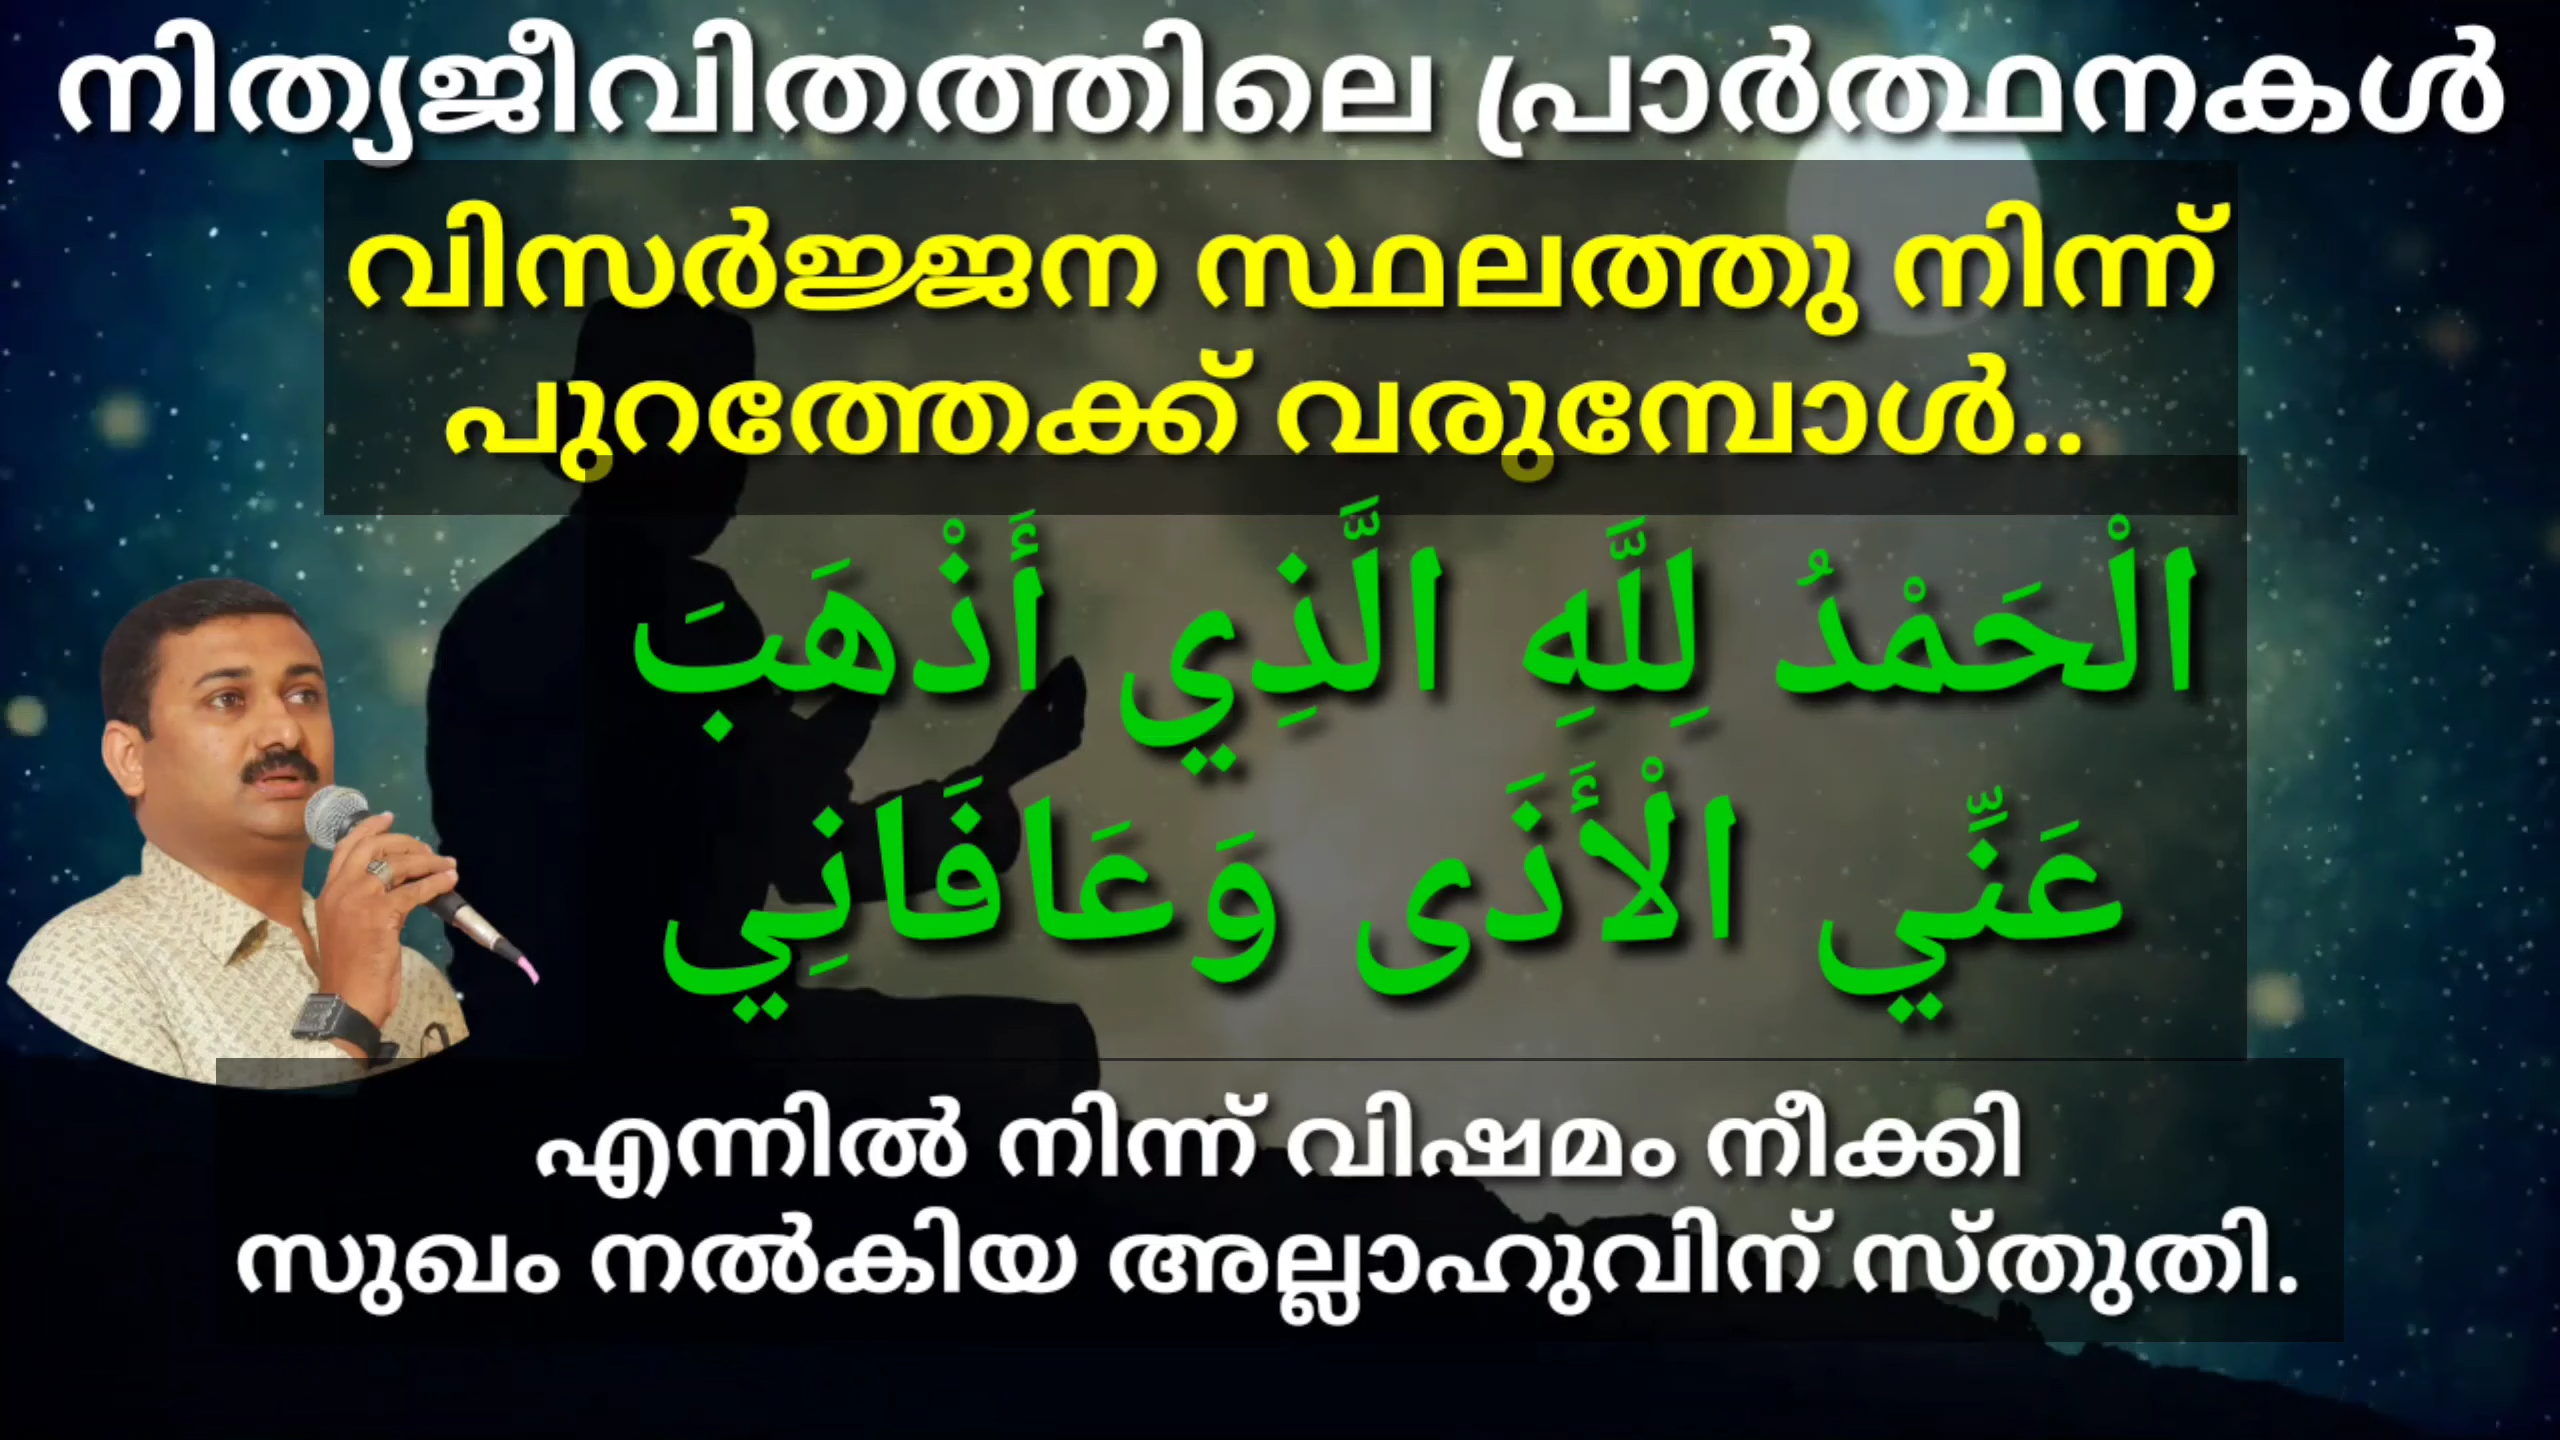 നിത്യജീവിതത്തിലെ പ്രാർത്ഥനകൾ
വിസർജ്ജന സ്ഥലത്തു നിന്ന്
പുറത്തേക്ക് വരുമ്പോൾ..
الْحَمْدُ لِلَّهِ الَّذِي أَذْهَبَ
عَنِّي الْأَذَى وَعَافَانِي
എന്നിൽ നിന്ന് വിഷമം നീക്കി
സുഖം നൽകിയ അല്ലാഹുവിന് സ്തുതി.